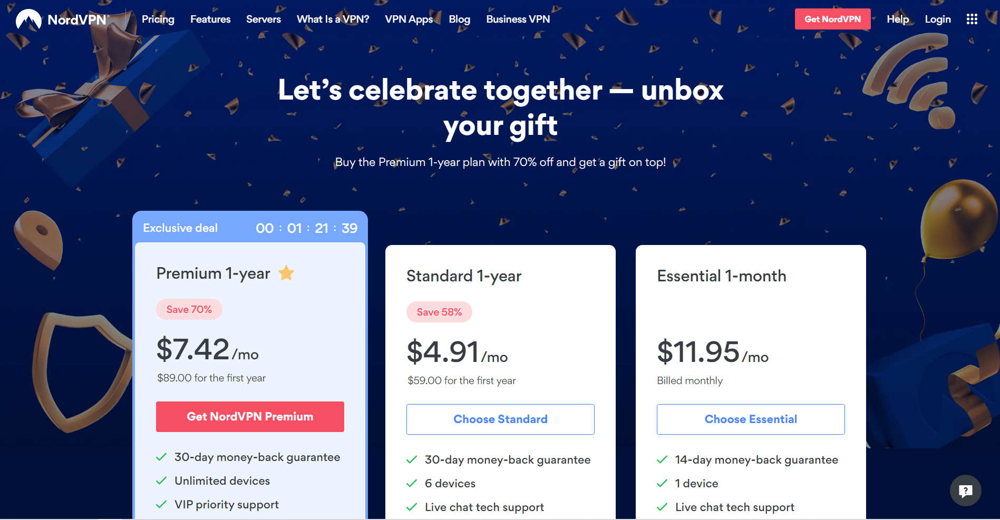 NordVPN®
Pricing Features Servers What Is a VPN? VPN Apps Blog Business VPN
Get NordVPN Help Login
Let’s celebrate together — unbox
your gift
Buy the Premium 1-year plan with 70% off and get a gift on top!
Exclusive deal 00 : 01 : 21 : 39
Premium 1-year
Save 70%
$7.42/mo
$89.00 for the first year
Get NordVPN Premium
30-day money-back guarantee
Unlimited devices
VIP priority support
Standard 1-year
Save 58%
$4.91/mo
$59.00 for the first year
Choose Standard
30-day money-back guarantee
6 devices
Live chat tech support
Essential 1-month
$11.95/mo
Billed monthly
Choose Essential
14-day money-back guarantee
1 device
Live chat tech support
?